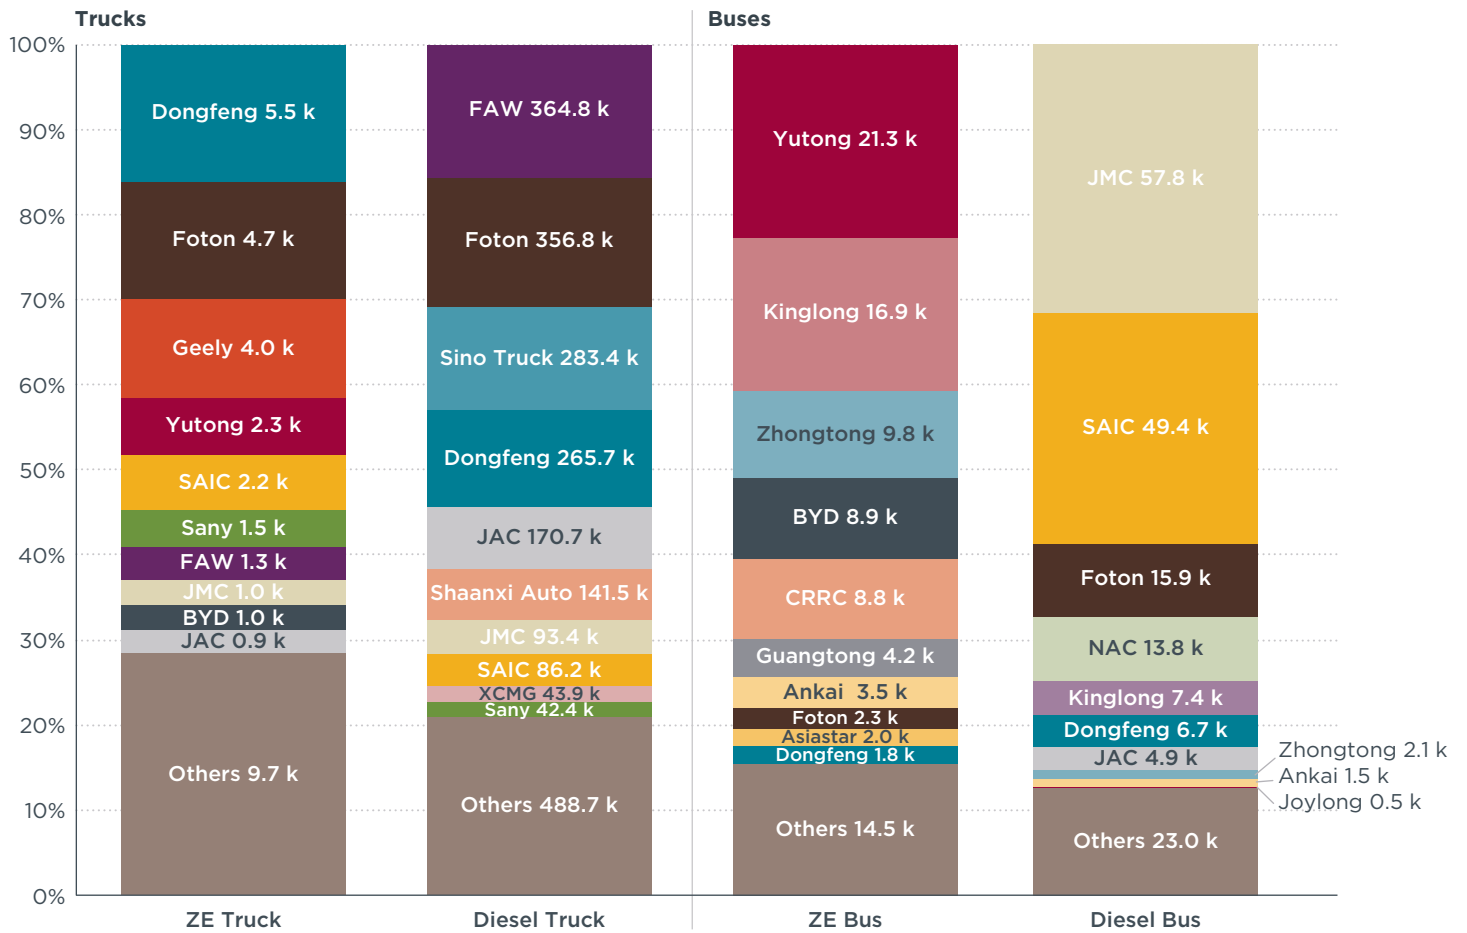 Trucks
Buses
100%
90%
80%
70%
60%
50%
40%
30%
20%
10%
0%
Dongfeng 5.5 k
Foton 4.7 k
Geely 4.0 k
Yutong 2.3 k
SAIC 2.2 k
Sany 1.5 k
FAW 1.3 k
JMC 1.0 k
BYD 1.0 k
JAC 0.9 k
Others 9.7 k
FAW 364.8 k
Foton 356.8 k
Sino Truck 283.4 k
Dongfeng 265.7 k
JAC 170.7 k
Shaanxi Auto 141.5 k
JMC 93.4 k
SAIC 86.2 k
XCMG 43.9 k
Sany 42.4 k
Others 488.7 k
Yutong 21.3 k
Kinglong 16.9 k
Zhongtong 9.8 k
BYD 8.9 k
CRRC 8.8 k
Guangtong 4.2 k
Ankai 3.5 k
Foton 2.3 k
Asiastar 2.0 k
Dongfeng 1.8 k
Others 14.5 k
JMC 57.8 k
SAIC 49.4 k
Foton 15.9 k
NAC 13.8 k
Kinglong 7.4 k
Dongfeng 6.7 k
JAC 4.9 k
Zhongtong 2.1 k
Ankai 1.5 k
Joylong 0.5 k
Others 23.0 k
ZE Truck
Diesel Truck
ZE Bus
Diesel Bus